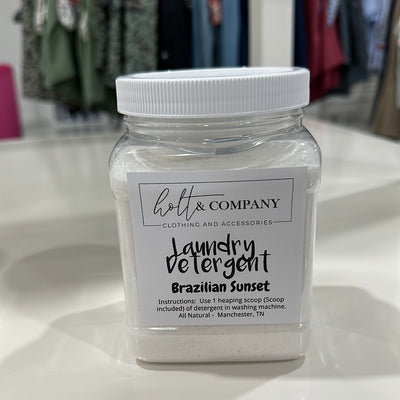 holt & COMPANY
CLOTHING AND ACCESSORIES
Laundry
Detergent
Brazilian Sunset
Instructions: Use 1 heaping scoop (Scoop
included) of detergent in washing machine.
All Natural - Manchester, TN